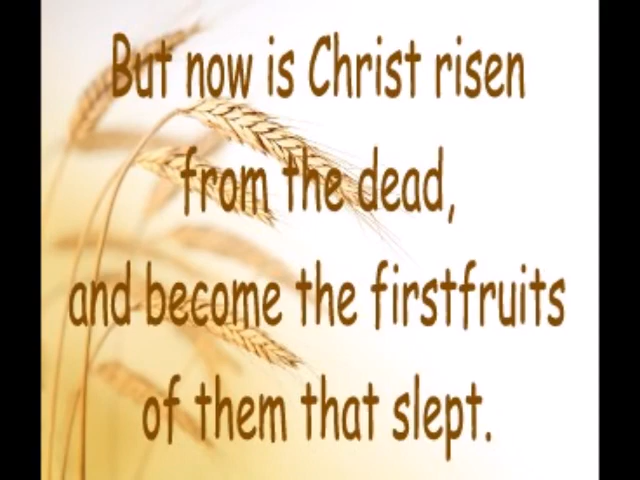 But now is Christ risen
from the dead,
and become the firstfruits
of them that slept.